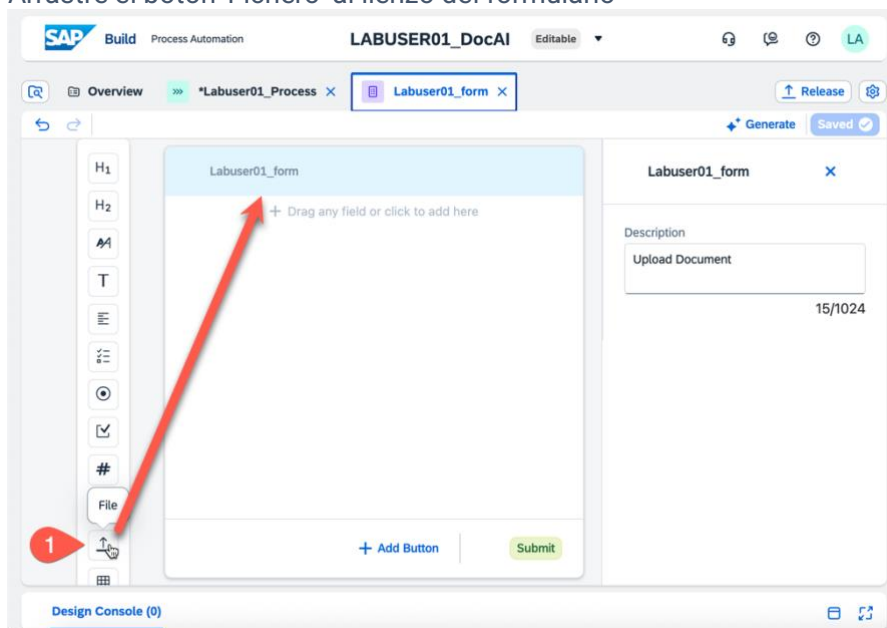 Arrastre el botón 'Fichero' al lienzo del formulario
SAP Build Process Automation LABUSER01_DocAI Editable LA
Overview *Labuser01_Process Labuser01_form Release
Generate Saved
H1
H2
AA
T
#
File
1
Labuser01_form
+ Drag any field or click to add here
+ Add Button Submit
Labuser01_form
Description
Upload Document
15/1024
Design Console (0)